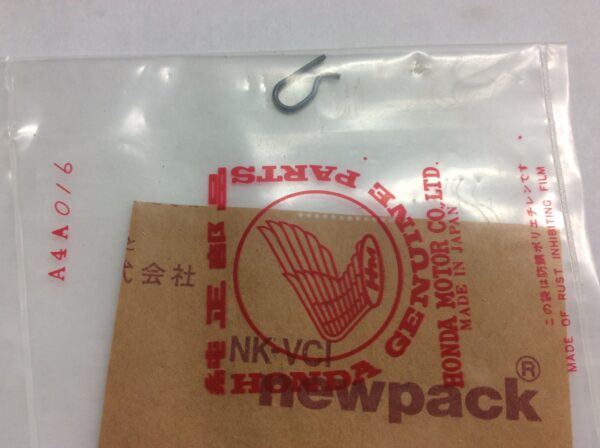 A4A016
純正部品
HONDA GENUINE PARTS
HM
HONDA MOTOR CO.,LTD.
MADE IN JAPAN
この袋は防錆ポリエチレンです
MADE OF RUST INHIBITING FILM
会社
NK-VCI
newpack®